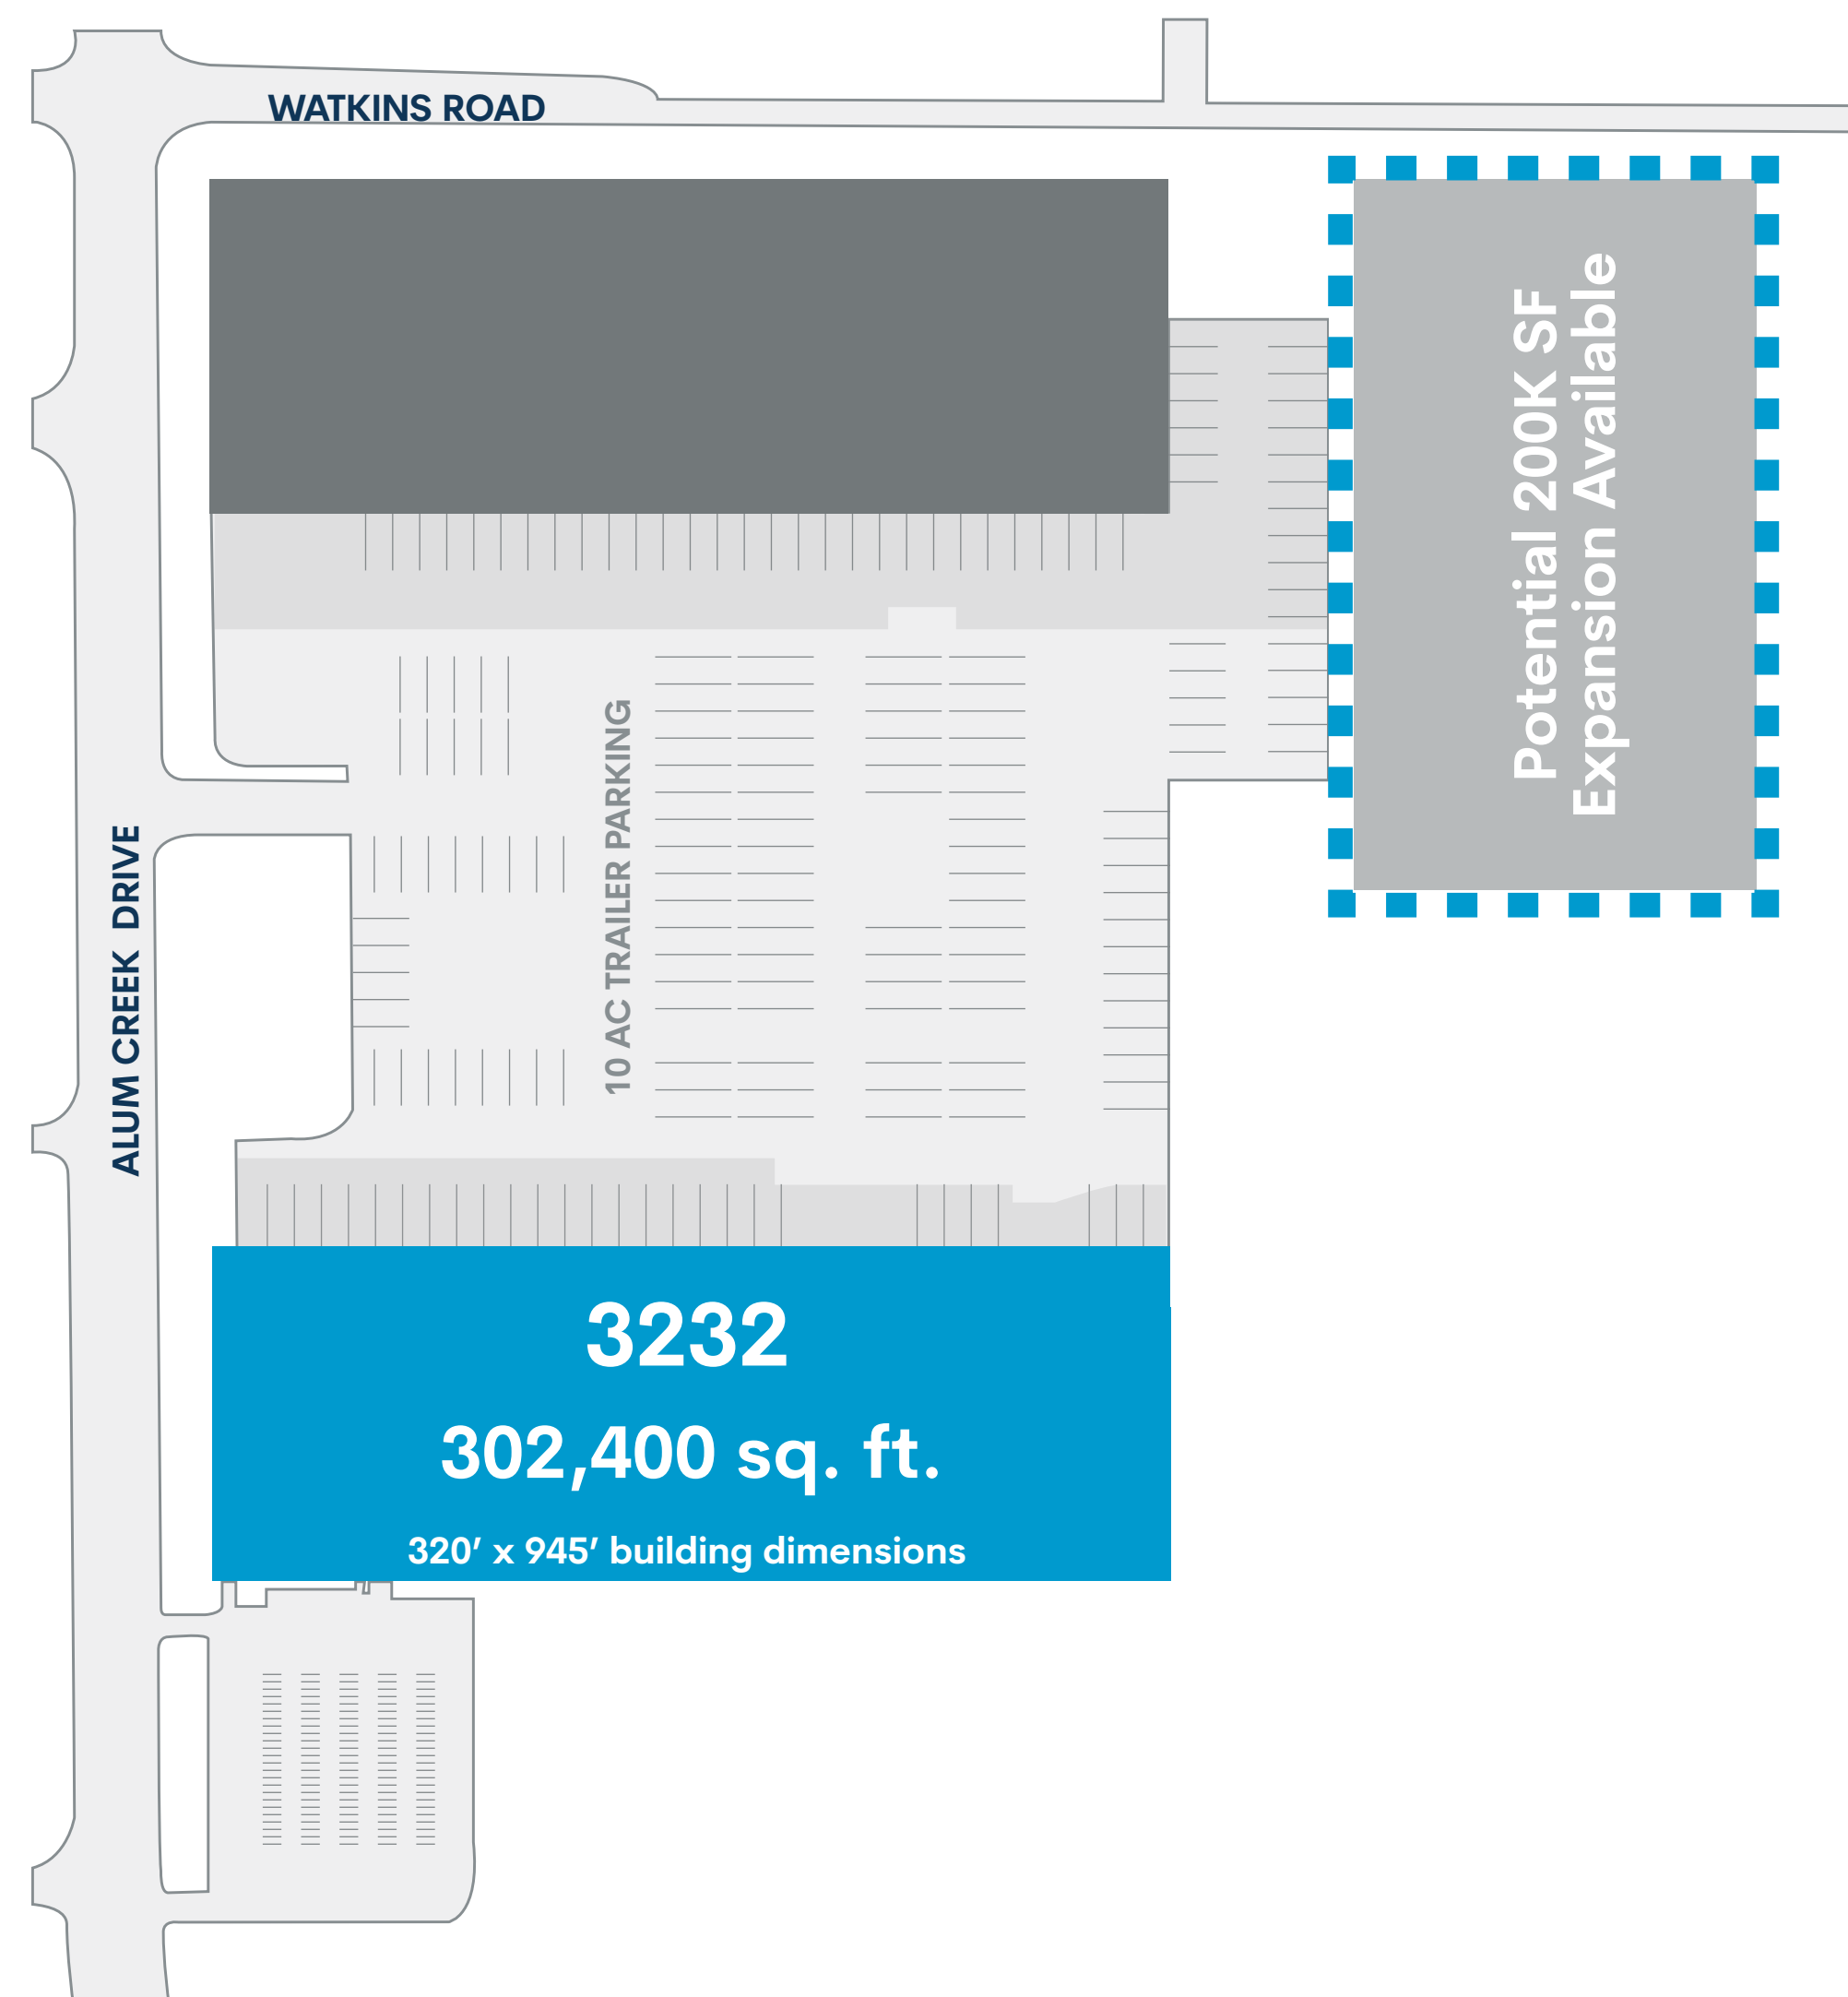 WATKINS ROAD
Potential 200K SF
Expansion Available
10 AC TRAILER PARKING
ALUM CREEK DRIVE
3232
302,400 sq. ft.
320’ x 945’ building dimensions